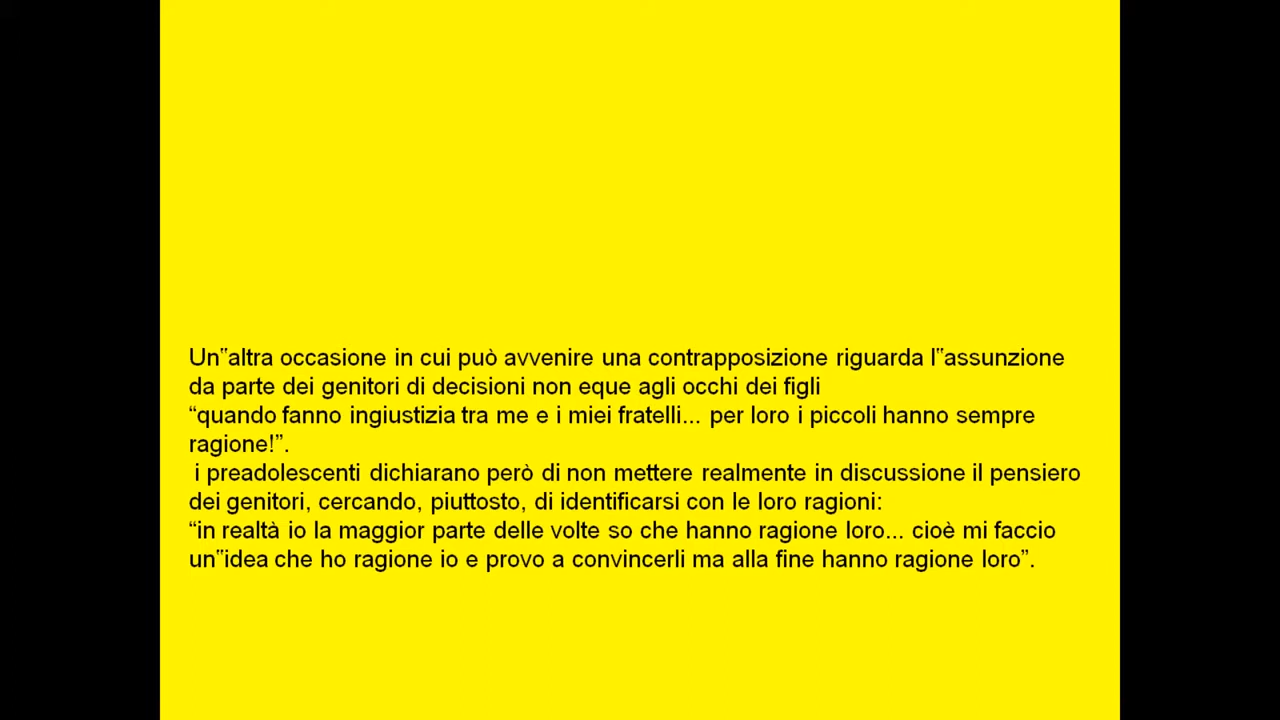 Un‟altra occasione in cui può avvenire una contrapposizione riguarda l‟assunzione
da parte dei genitori di decisioni non eque agli occhi dei figli
“quando fanno ingiustizia tra me e i miei fratelli... per loro i piccoli hanno sempre
ragione!”.
i preadolescenti dichiarano però di non mettere realmente in discussione il pensiero
dei genitori, cercando, piuttosto, di identificarsi con le loro ragioni:
“in realtà io la maggior parte delle volte so che hanno ragione loro... cioè mi faccio
un‟idea che ho ragione io e provo a convincerli ma alla fine hanno ragione loro”.